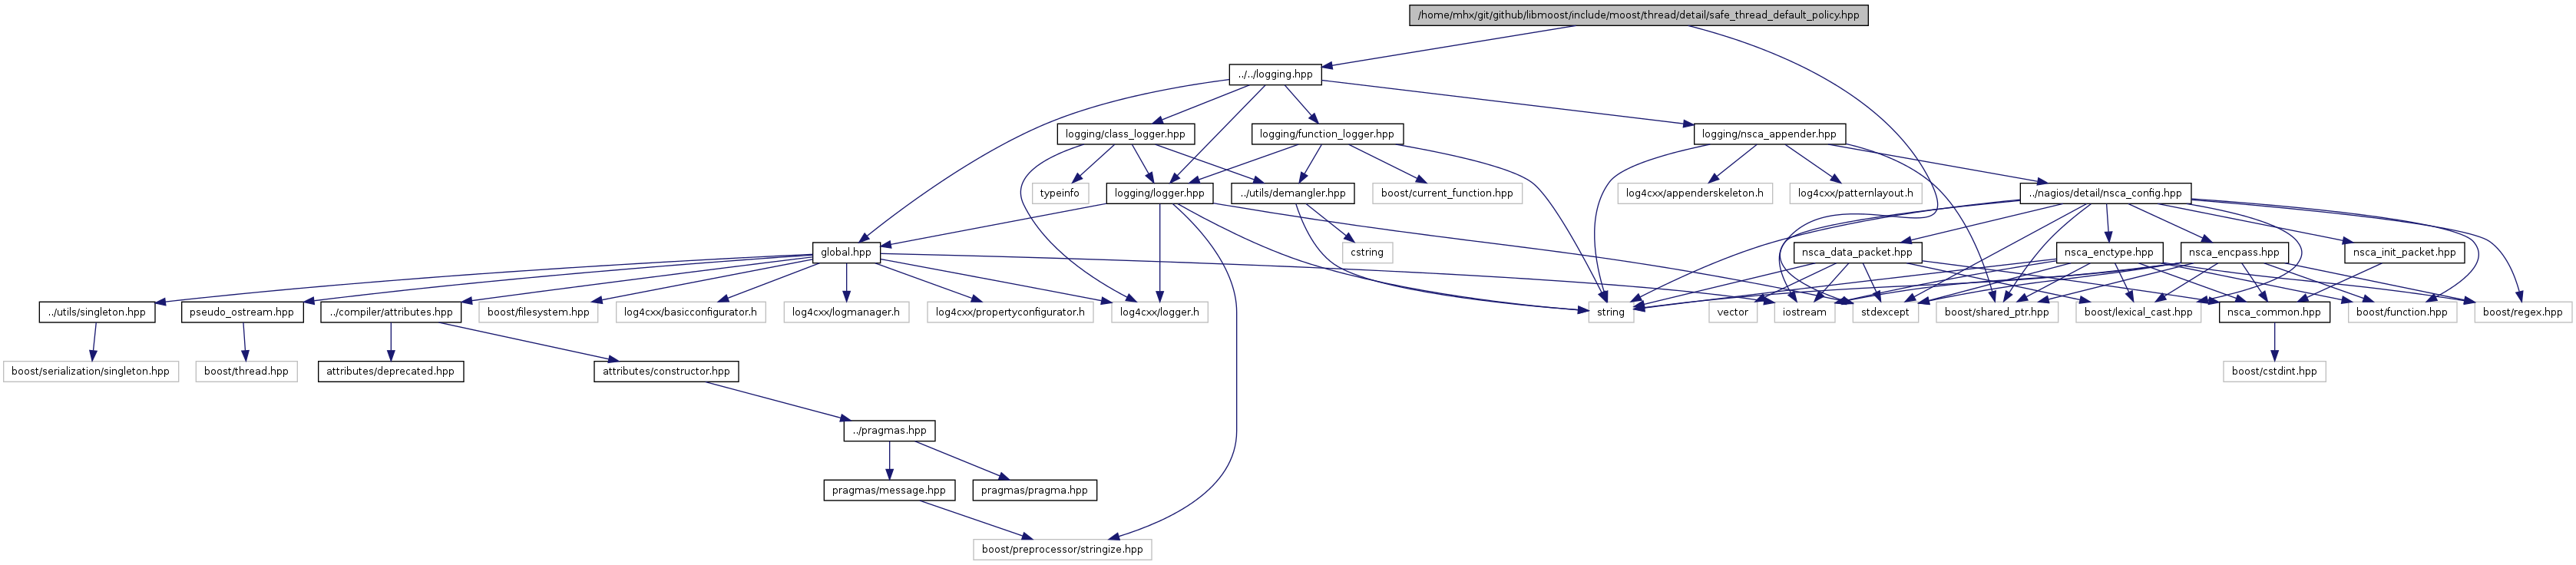 /home/mhx/git/github/libmoost/include/moost/thread/detail/safe_thread_default_policy.hpp
../../logging.hpp
logging/class_logger.hpp
logging/function_logger.hpp
logging/nsca_appender.hpp
typeinfo
logging/logger.hpp
../utils/demangler.hpp
boost/current_function.hpp
log4cxx/appenderskeleton.h
log4cxx/patternlayout.h
../nagios/detail/nsca_config.hpp
global.hpp
cstring
nsca_data_packet.hpp
nsca_enctype.hpp
nsca_encpass.hpp
nsca_init_packet.hpp
../utils/singleton.hpp
pseudo_ostream.hpp
../compiler/attributes.hpp
boost/filesystem.hpp
log4cxx/basicconfigurator.h
log4cxx/logmanager.h
log4cxx/propertyconfigurator.h
log4cxx/logger.h
string
vector
iostream
stdexcept
boost/shared_ptr.hpp
boost/lexical_cast.hpp
nsca_common.hpp
boost/function.hpp
boost/regex.hpp
boost/serialization/singleton.hpp
boost/thread.hpp
attributes/deprecated.hpp
attributes/constructor.hpp
boost/cstdint.hpp
../pragmas.hpp
pragmas/message.hpp
pragmas/pragma.hpp
boost/preprocessor/stringize.hpp